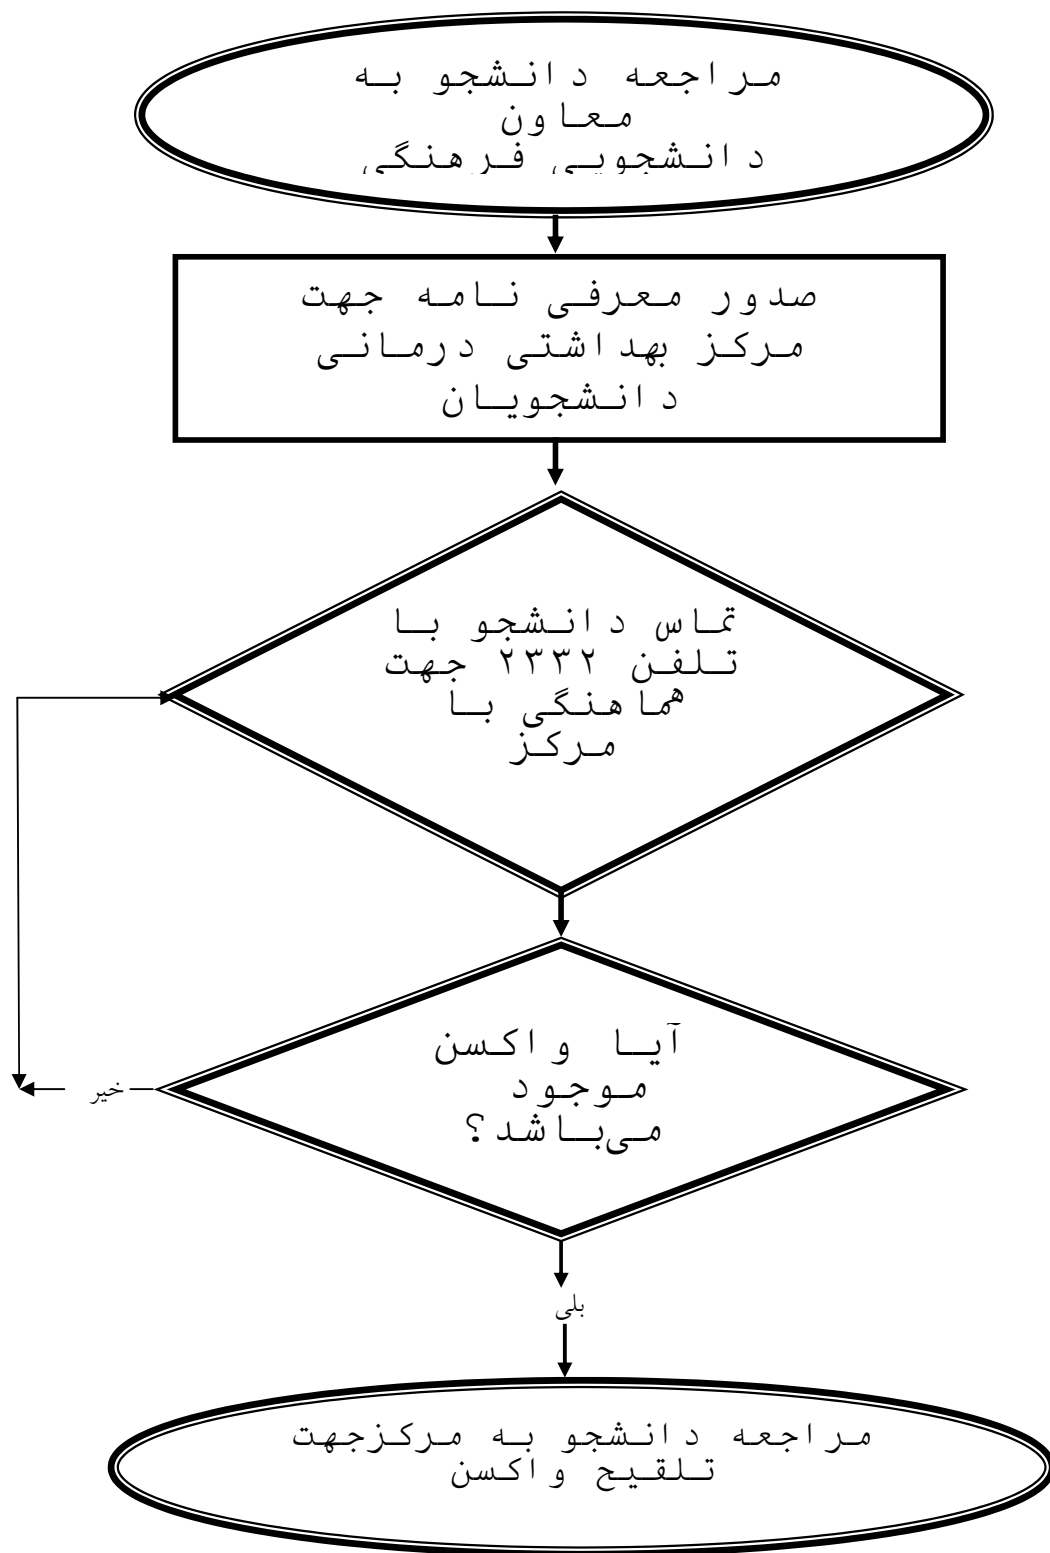 مراجعه دانشجو به
معاون
دانشجویی فرهنگی
صدور معرفی نامه جهت
مرکز بهداشتی درمانی
دانشجویان
تماس دانشجو با
تلفن ۲۳۳۲ جهت
هماهنگی با
مرکز
آیا واکسن
موجود
می‌باشد؟
خیر
بلی
مراجعه دانشجو به مرکزجهت
تلقیح واکسن